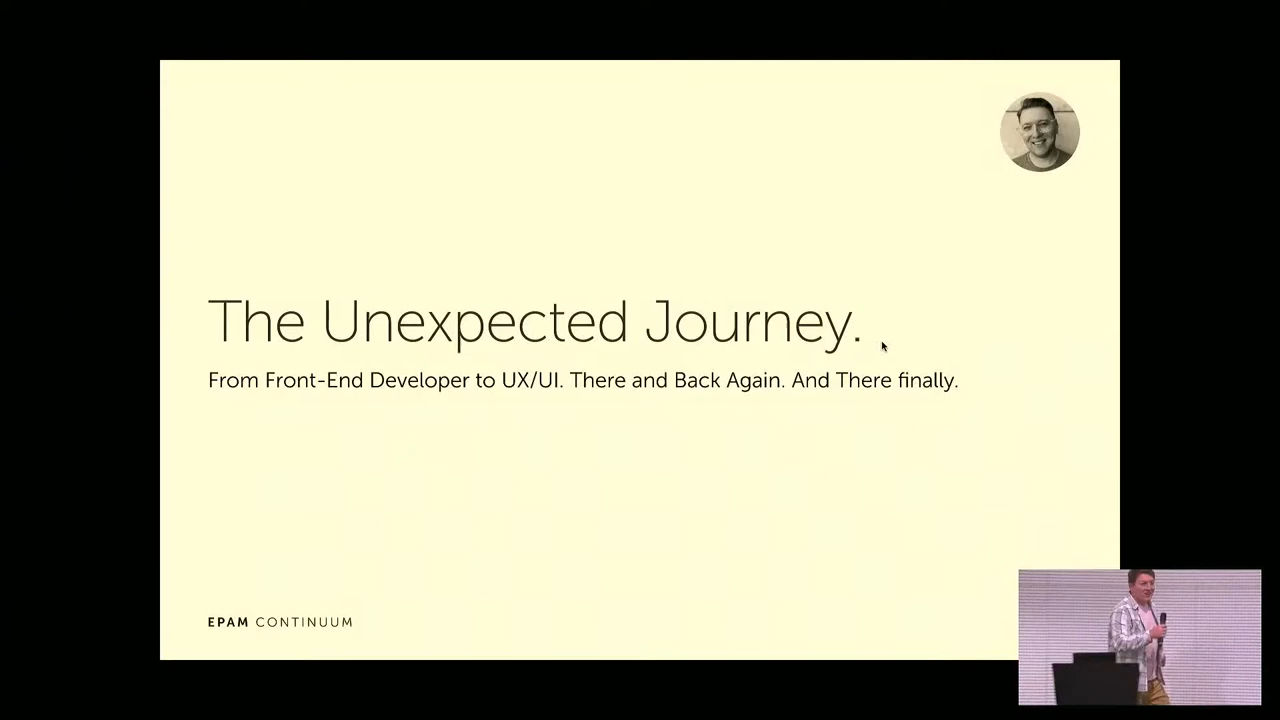 The Unexpected Journey.
From Front-End Developer to UX/UI. There and Back Again. And There finally.
EPAM CONTINUUM